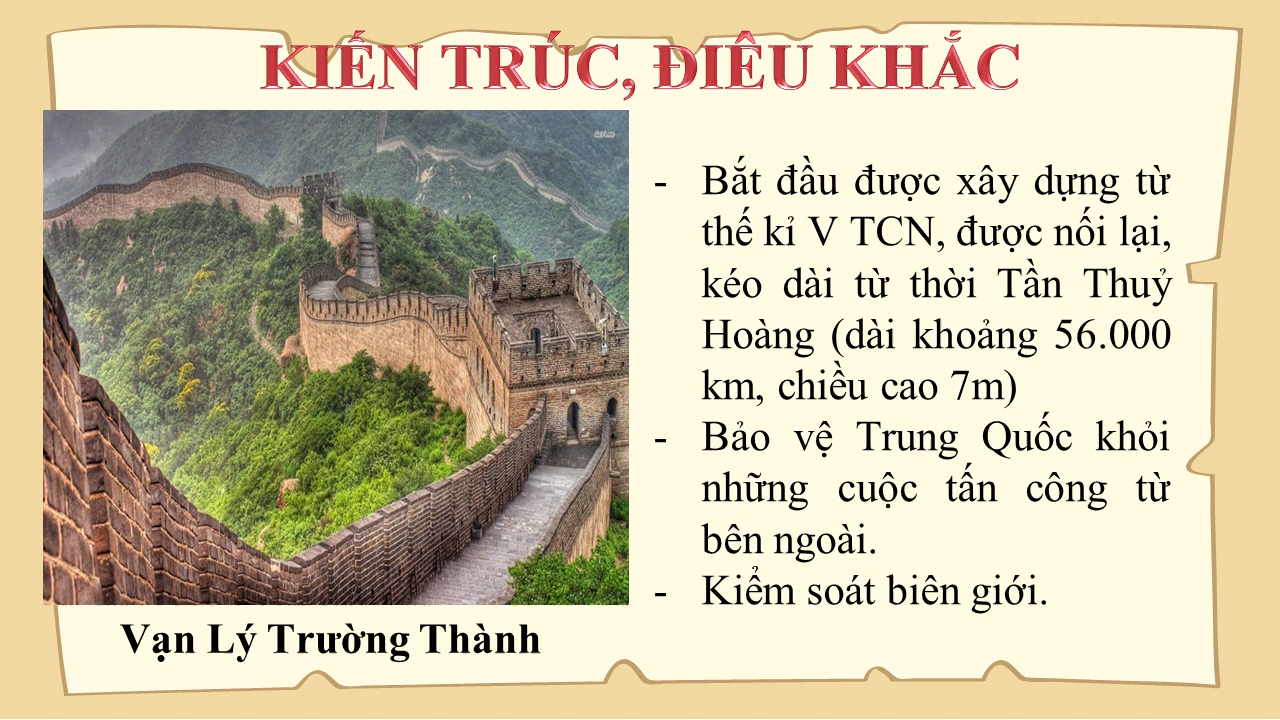 KIẾN TRÚC, ĐIÊU KHẮC
- Bắt đầu được xây dựng từ
thế kỉ V TCN, được nối lại,
kéo dài từ thời Tần Thuỷ
Hoàng (dài khoảng 56.000
km, chiều cao 7m)
- Bảo vệ Trung Quốc khỏi
những cuộc tấn công từ
bên ngoài.
- Kiểm soát biên giới.
Vạn Lý Trường Thành